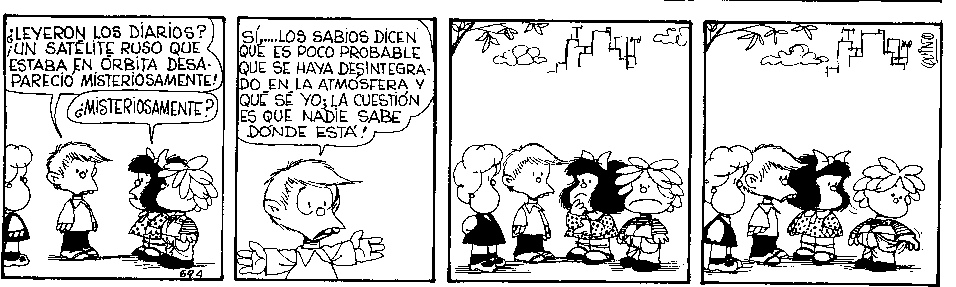 ¿LEYERON LOS DIARIOS?
¡UN SATÉLITE RUSO QUE
ESTABA EN ÓRBITA DESA-
PARECIÓ MISTERIOSAMENTE!
¿MISTERIOSAMENTE?
694
SÍ,....LOS SABIOS DICEN
QUE ES POCO PROBABLE
QUE SE HAYA DESINTEGRA-
DO EN LA ATMÓSFERA Y
QUÉ SÉ YO; LA CUESTIÓN
ES QUE NADIE SABE
DÓNDE ESTÁ!
QUINO